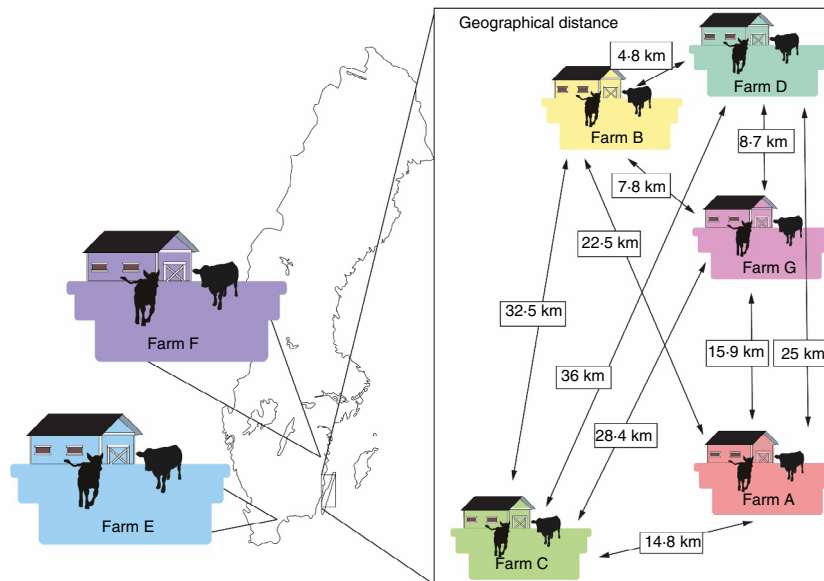 Geographical distance
4·8 km
Farm D
Farm B
8·7 km
7·8 km
22·5 km
Farm G
Farm F
32·5 km
15·9 km
25 km
36 km
28·4 km
Farm A
Farm E
14·8 km
Farm C